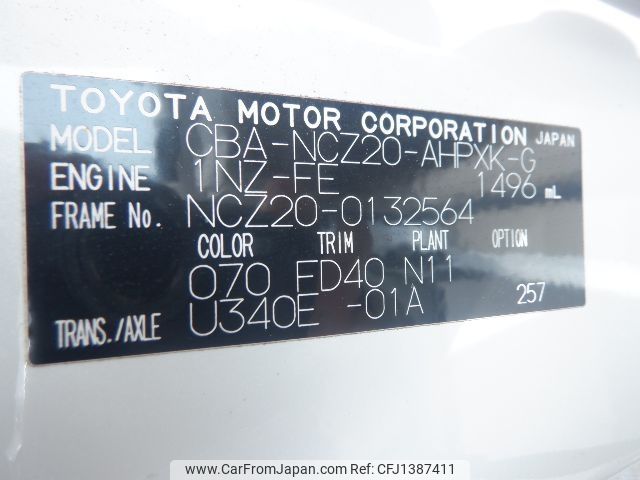 TOYOTA MOTOR CORPORATION JAPAN
MODEL CBA-NCZ20-AHPXK-G
ENGINE 1NZ-FE 1496 mL
FRAME No. NCZ20-0132564
COLOR TRIM PLANT OPTION
070 FD40 N11
TRANS./AXLE U340E -01A 257
www.CarFromJapan.com | Ref No. CFJ1387411